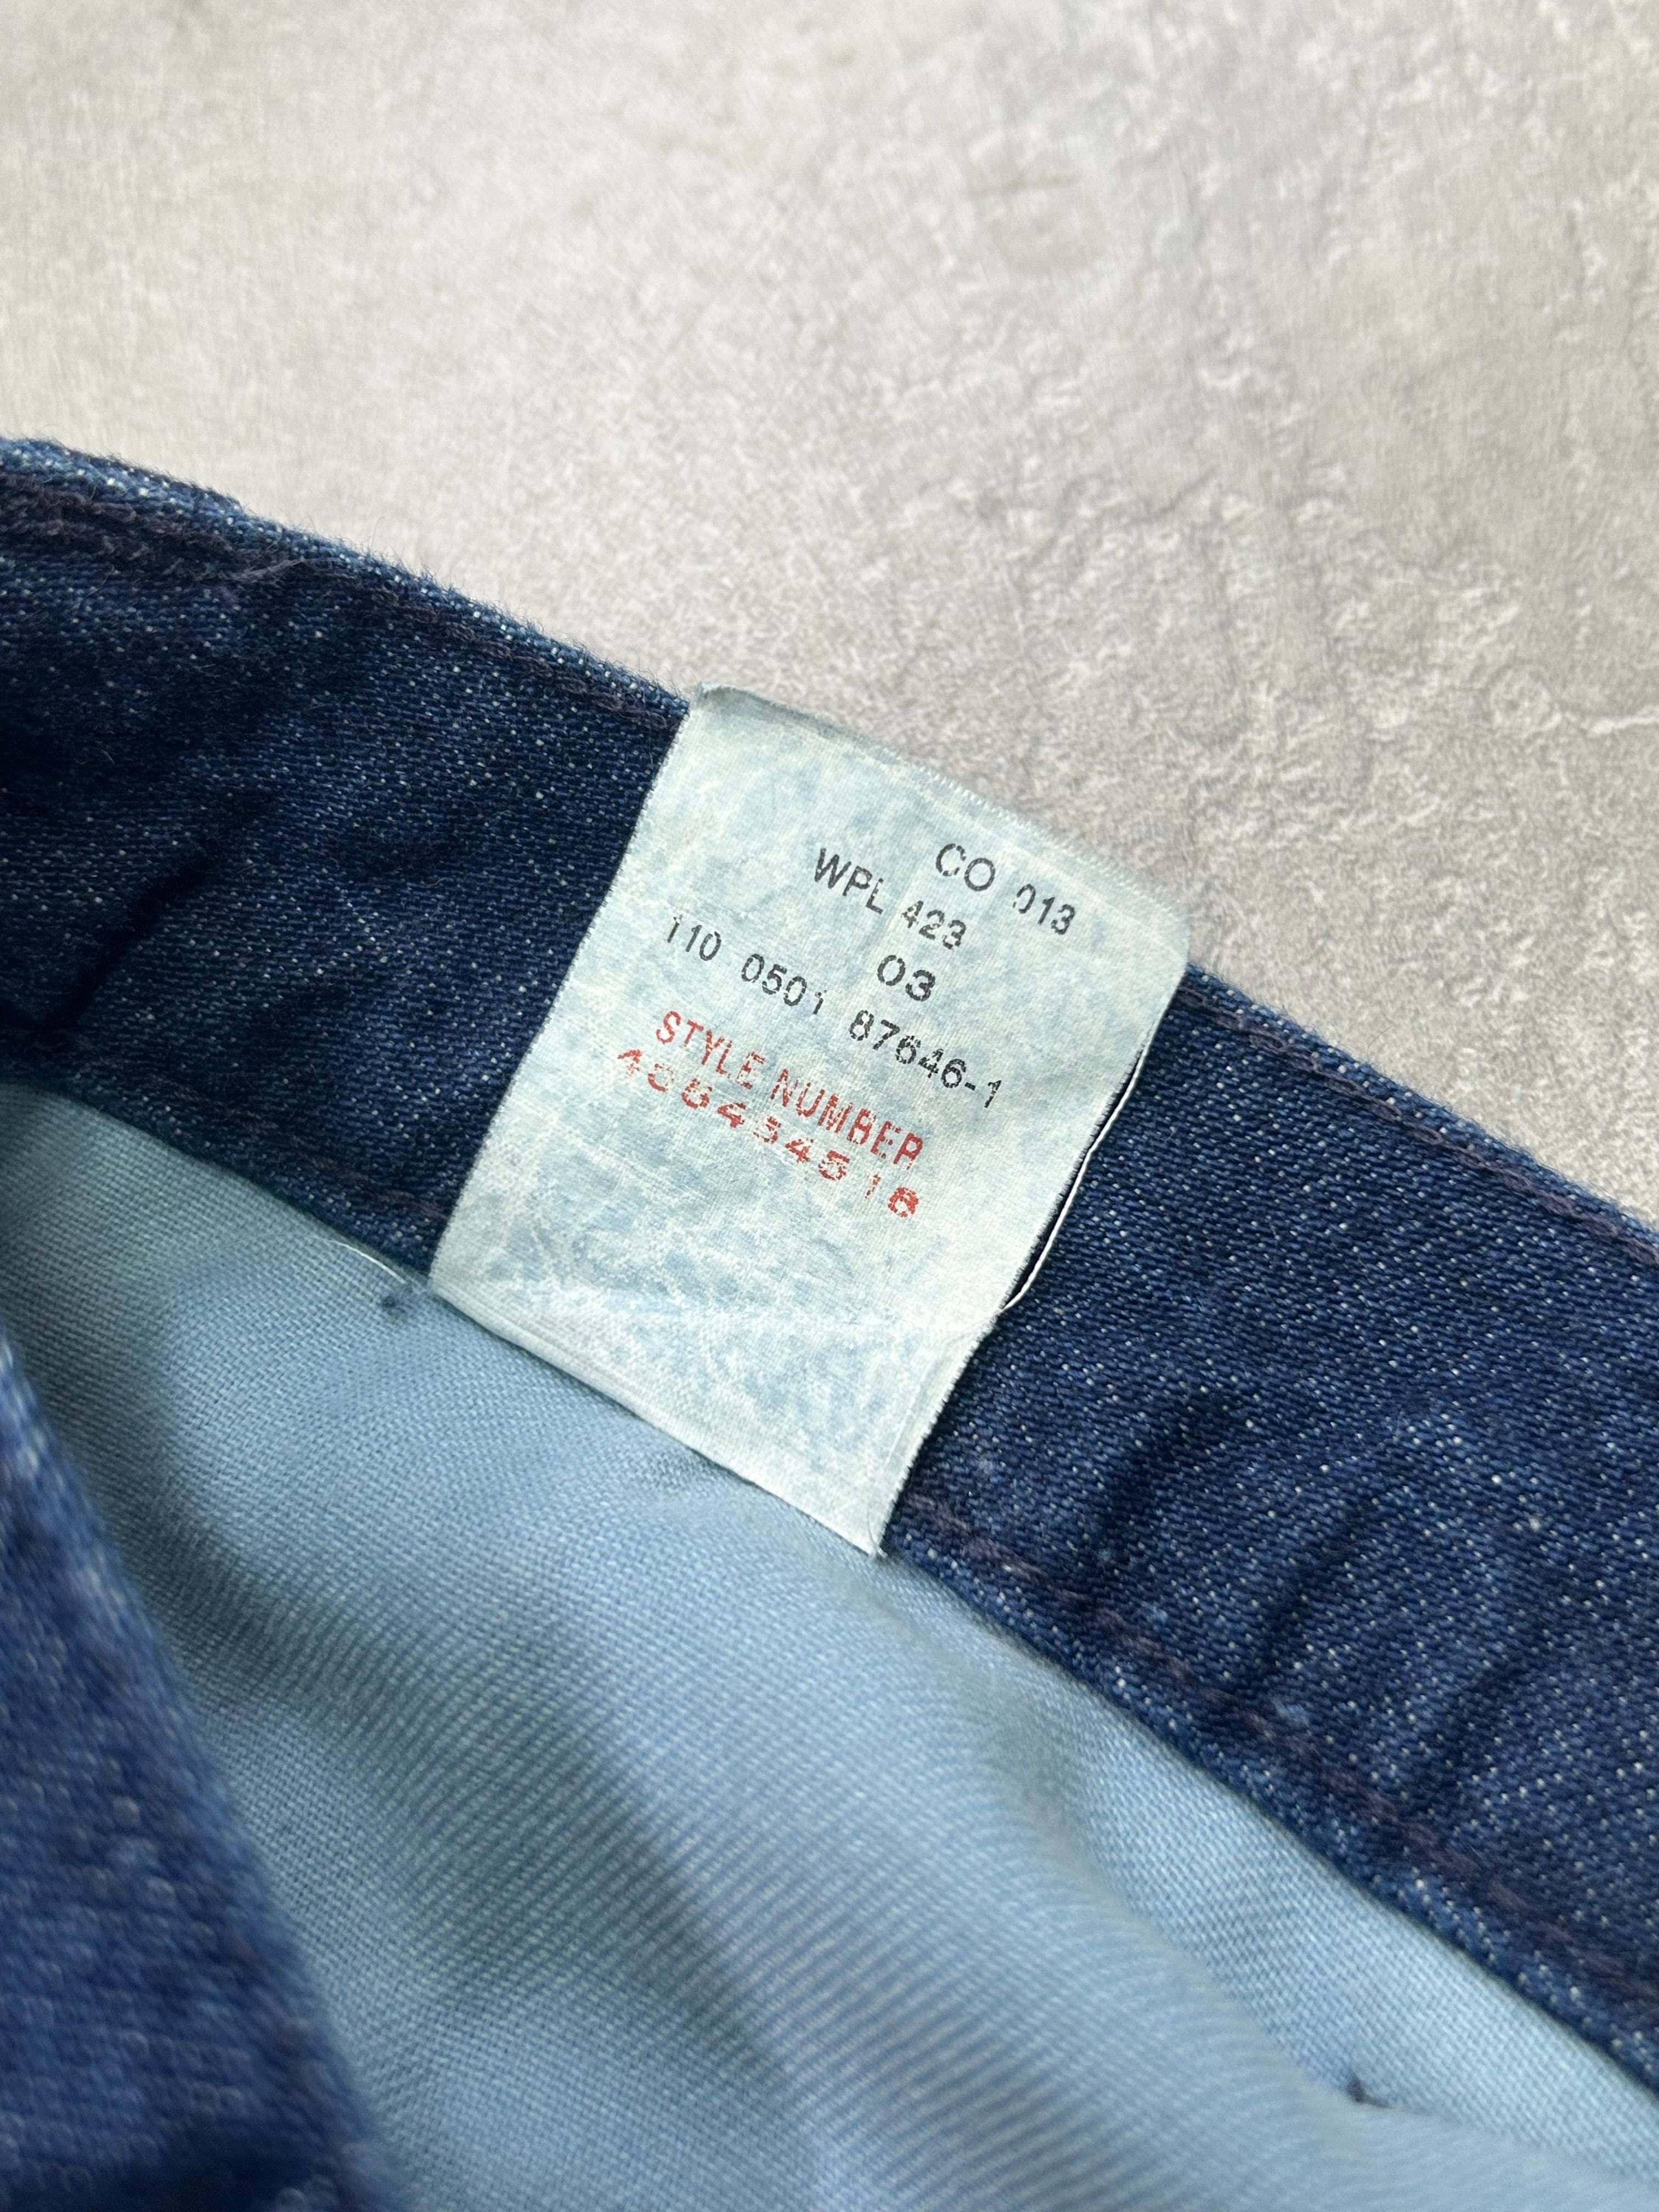 CO 013
WPL 423
03
110 0501 87646-1
STYLE NUMBER